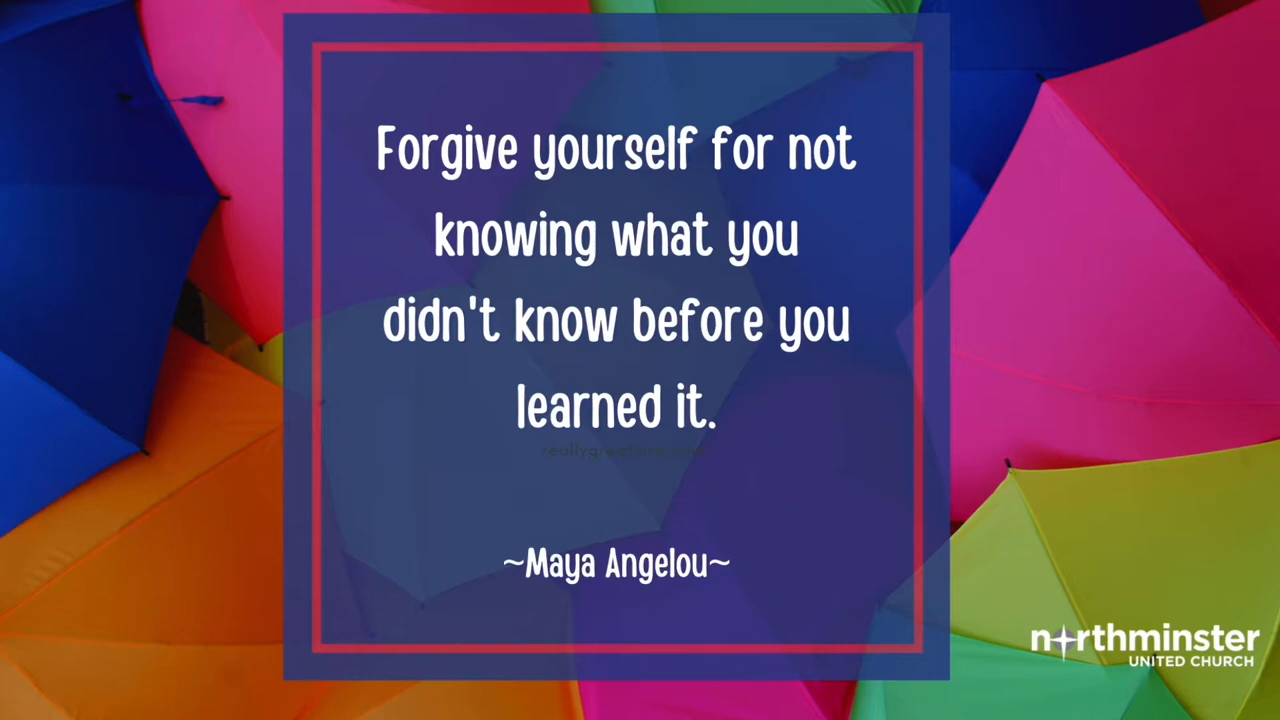 Forgive yourself for not
knowing what you
didn't know before you
learned it.
~Maya Angelou~
northminster
UNITED CHURCH